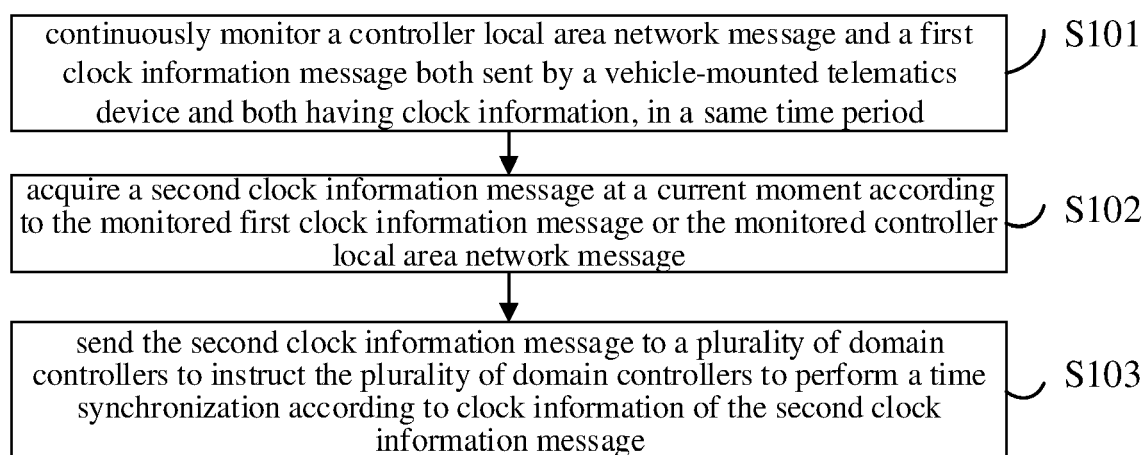 continuously monitor a controller local area network message and a first
clock information message both sent by a vehicle-mounted telematics
device and both having clock information, in a same time period
S101
acquire a second clock information message at a current moment according
to the monitored first clock information message or the monitored controller
local area network message
S102
send the second clock information message to a plurality of domain
controllers to instruct the plurality of domain controllers to perform a time
synchronization according to clock information of the second clock
information message
S103